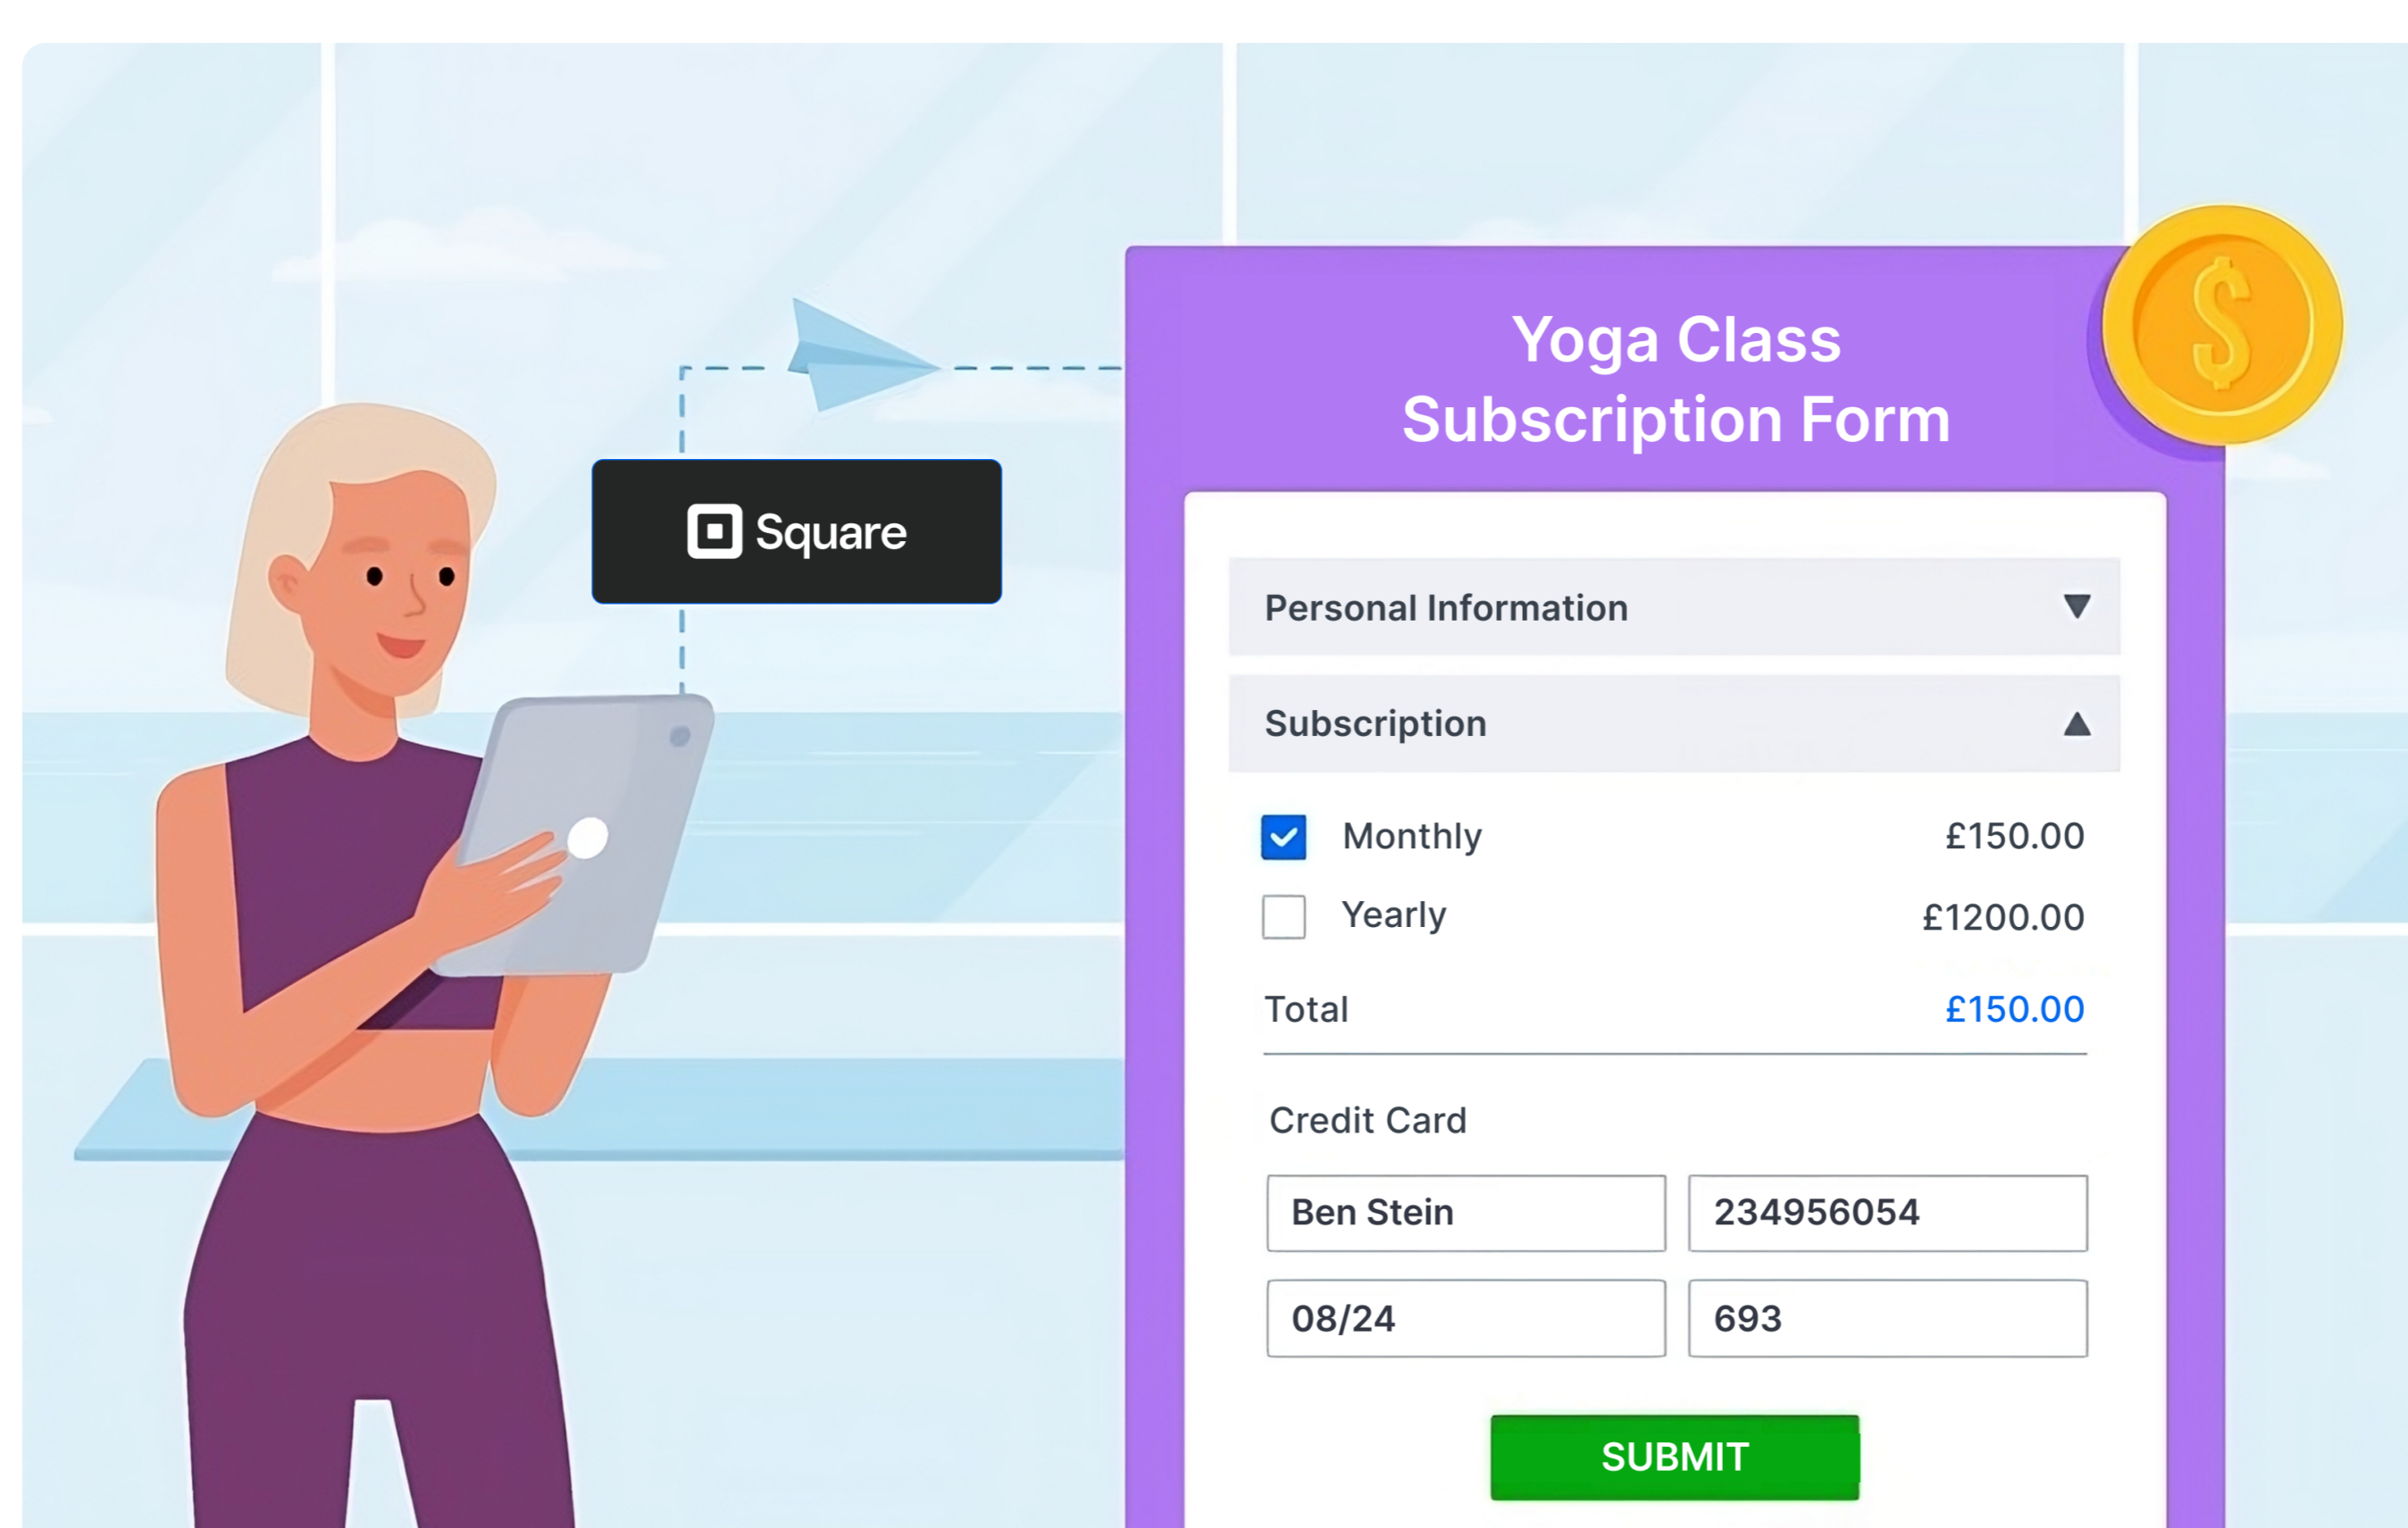 Yoga Class
Subscription Form
Square
Personal Information
Subscription
Monthly £150.00
Yearly £1200.00
Total £150.00
Credit Card
Ben Stein 234956054
08/24 693
SUBMIT
$